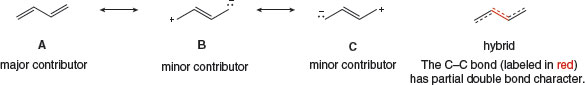 A
B
C
hybrid
major contributor
minor contributor
minor contributor
The C–C bond (labeled in red)
has partial double bond character.